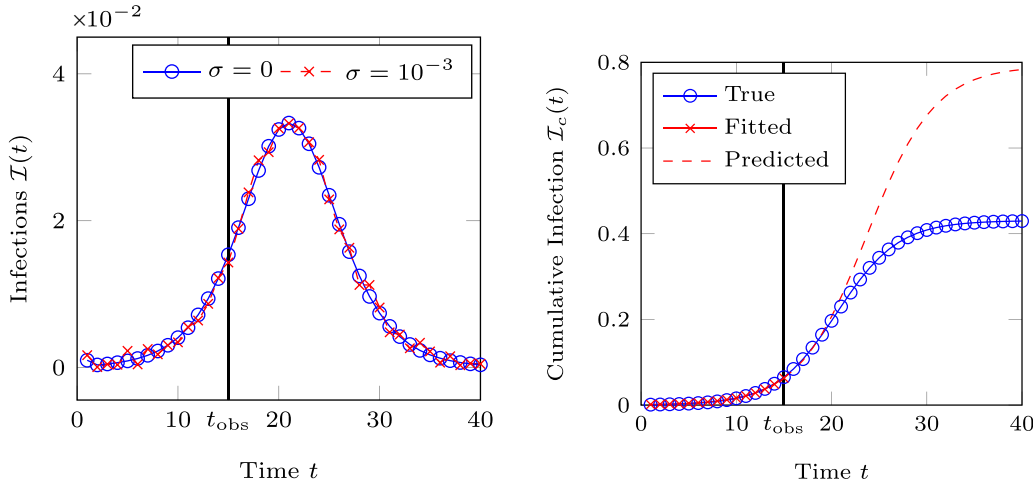 ×10⁻²
σ = 0 σ = 10⁻³
4
2
0
0 10 t_obs 20 30 40
Infections ℐ(t)
Time t
True
Fitted
Predicted
0.8
0.6
0.4
0.2
0
0 10 t_obs 20 30 40
Cumulative Infection ℐ_c(t)
Time t